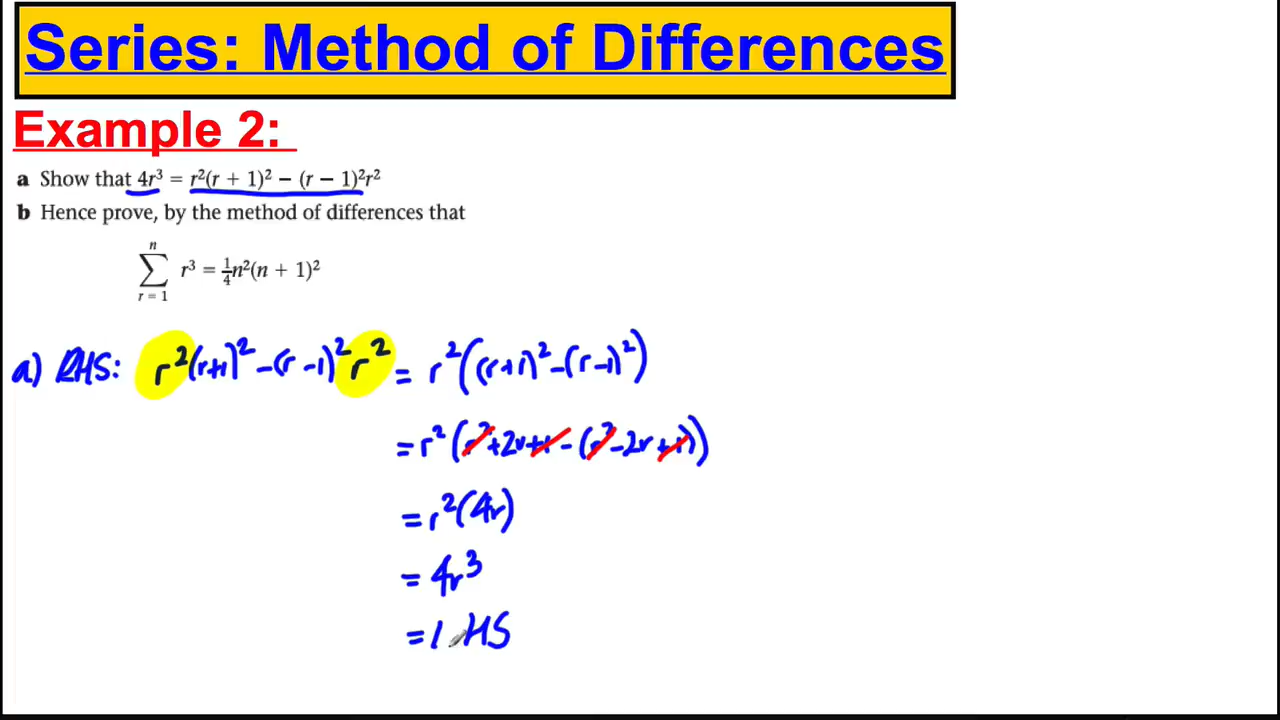 Series: Method of Differences
Example 2:
a Show that 4r³ = r²(r + 1)² − (r − 1)²r²
b Hence prove, by the method of differences that
n
∑ r³ = ¼n²(n + 1)²
r = 1
a) RHS: r²(r+1)² − (r − 1)² r² = r²((r+1)² − (r−1)²)
= r²(r²+2r+1 − (r²−2r+1))
= r²(4r)
= 4r³
= LHS